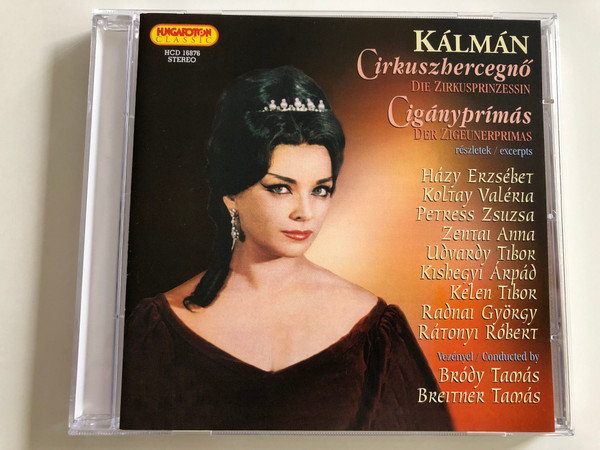 HUNGAROTON
CLASSIC
HCD 16876
STEREO
KÁLMÁN
Cirkuszhercegnő
DIE ZIRKUSPRINZESSIN
Cigányprímás
DER ZIGEUNERPRIMAS
részletek / excerpts
HÁZY ERZSÉBET
KOLTAY VALÉRIA
PETRESS ZSUZSA
ZENTAI ANNA
UDVARDY TIBOR
KISHEGYI ÁRPÁD
KELEN TIBOR
RADNAI GYÖRGY
RÁTONYI RÓBERT
Vezényel / Conducted by
BRÓDY TAMÁS
BREITNER TAMÁS